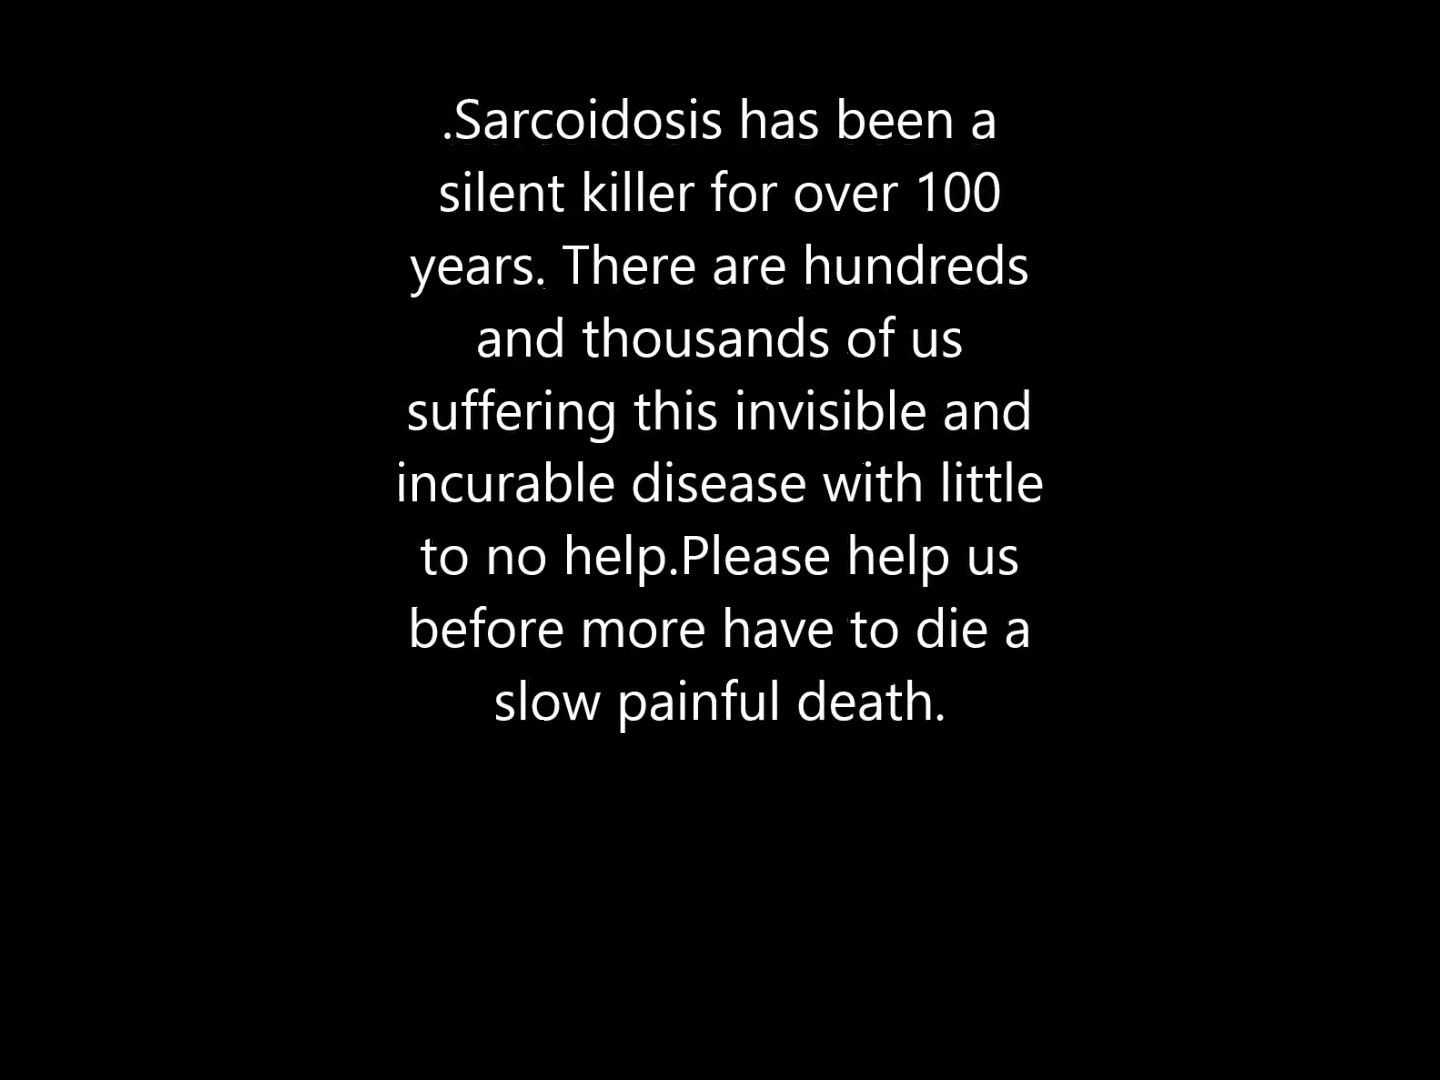 .Sarcoidosis has been a
silent killer for over 100
years. There are hundreds
and thousands of us
suffering this invisible and
incurable disease with little
to no help.Please help us
before more have to die a
slow painful death.